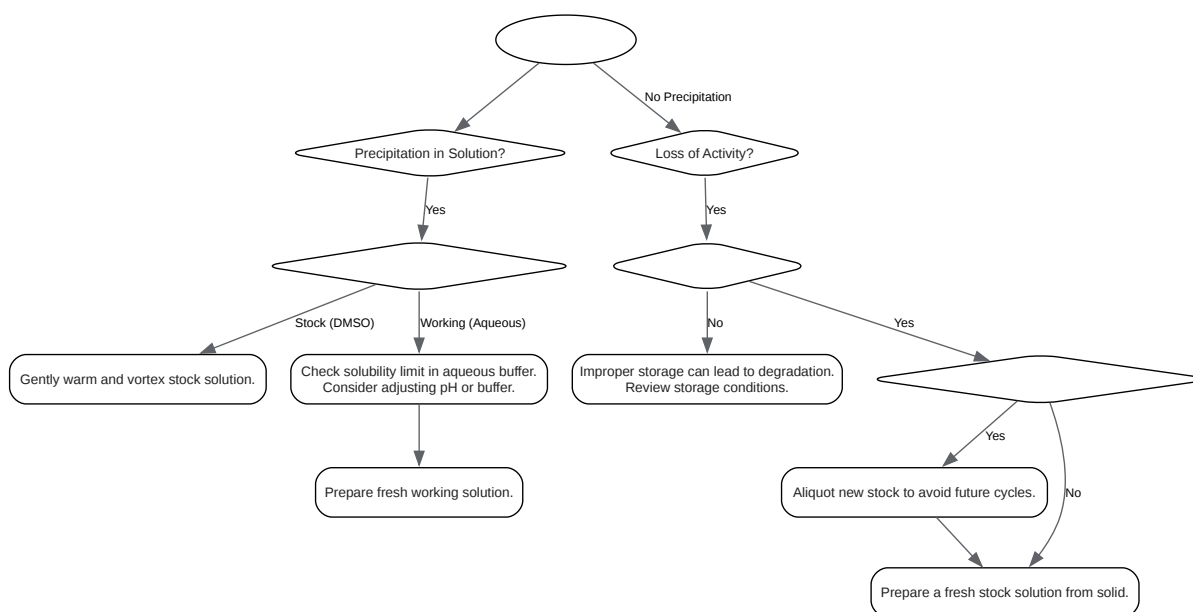 No Precipitation
Precipitation in Solution?
Loss of Activity?
Yes
Yes
Stock (DMSO)
Working (Aqueous)
No
Yes
Gently warm and vortex stock solution.
Check solubility limit in aqueous buffer.
Consider adjusting pH or buffer.
Improper storage can lead to degradation.
Review storage conditions.
Yes
Prepare fresh working solution.
Aliquot new stock to avoid future cycles.
No
Prepare a fresh stock solution from solid.